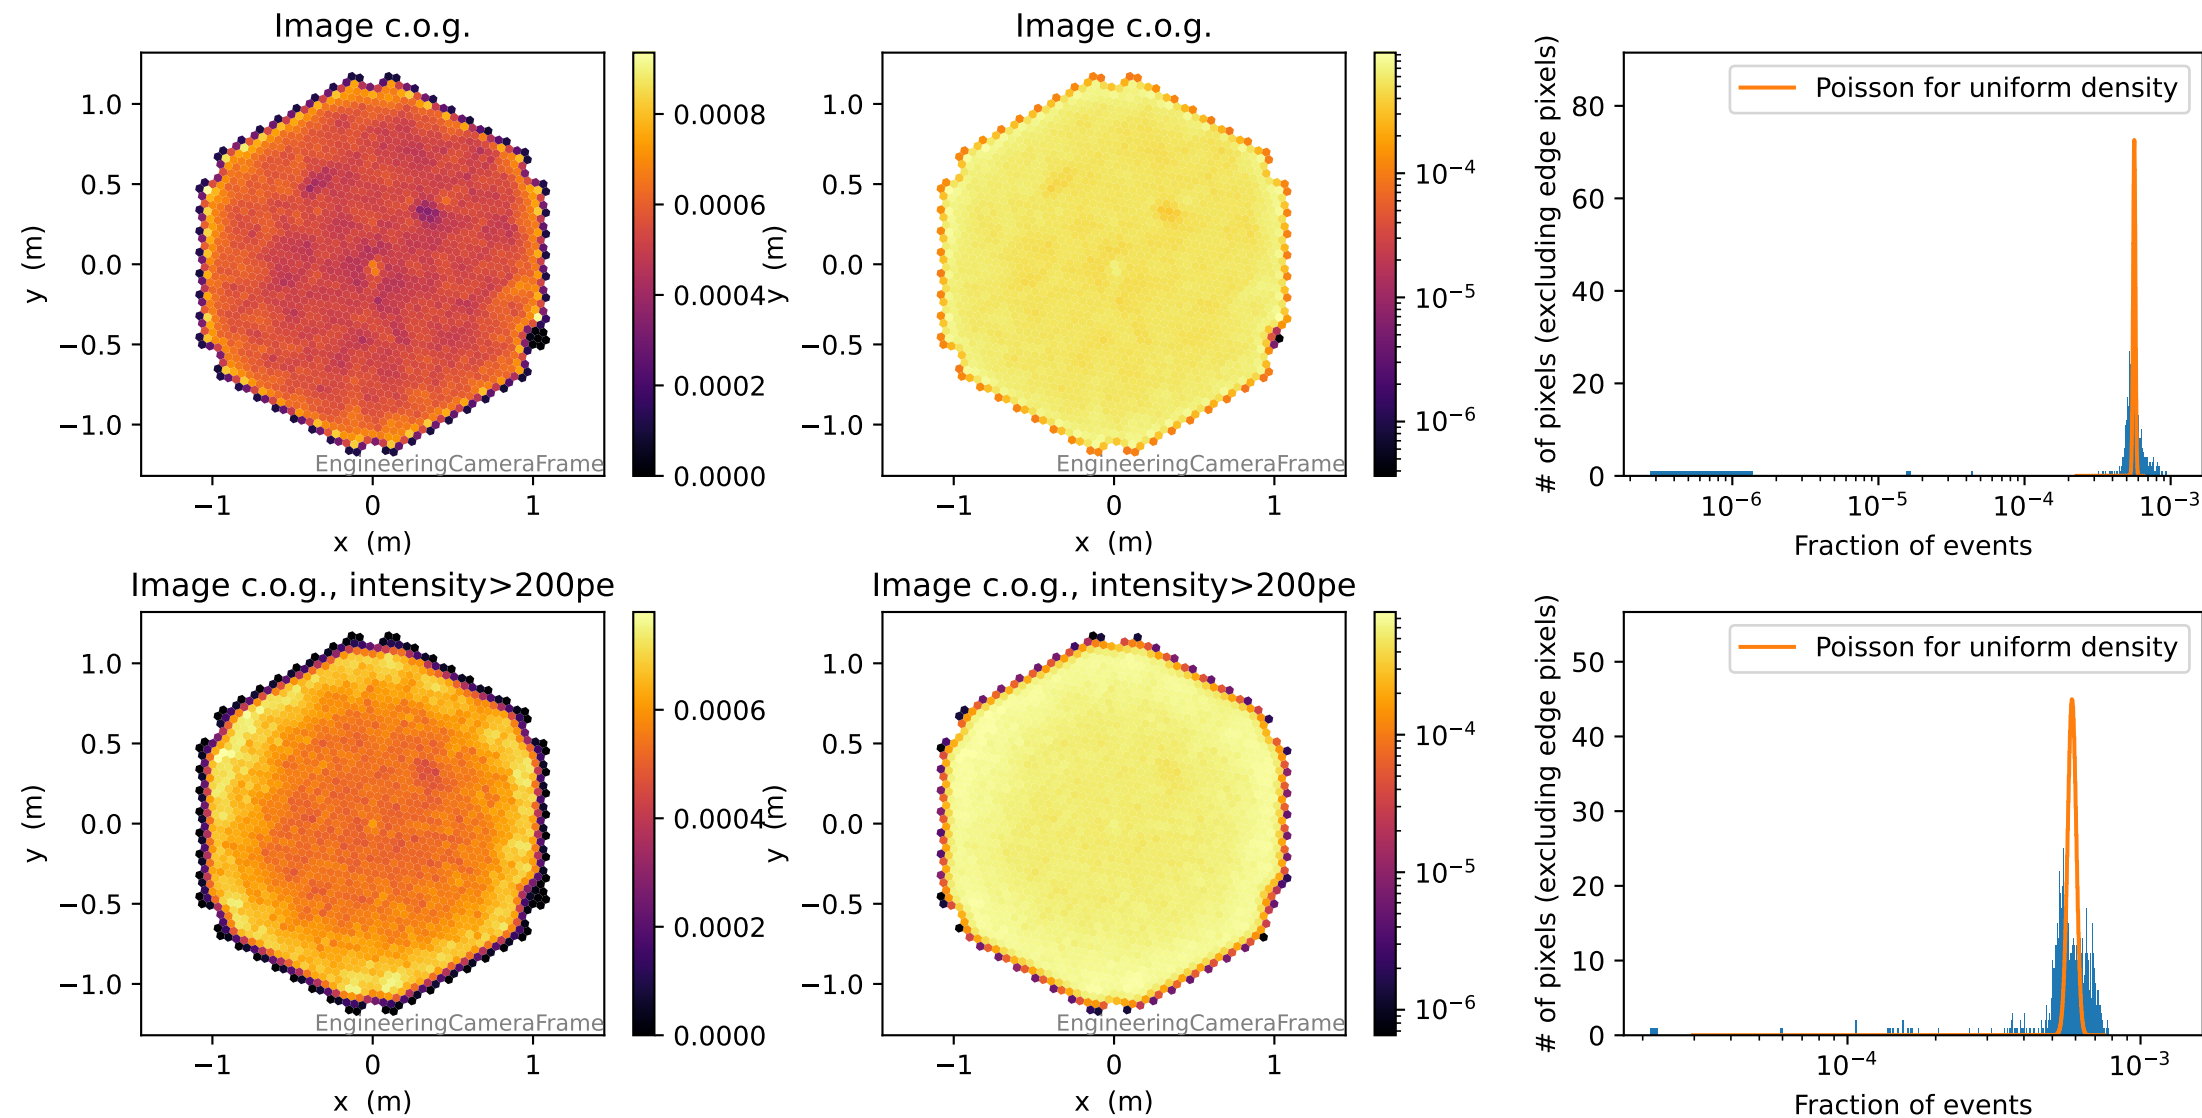 Image c.o.g.
1.0
0.5
0.0
−0.5
−1.0
y (m)
−1
0
1
x (m)
EngineeringCameraFrame
0.0008
0.0006
0.0004
0.0002
0.0000
Image c.o.g.
1.0
0.5
0.0
−0.5
−1.0
y (m)
−1
0
1
x (m)
EngineeringCameraFrame
10⁻⁴
10⁻⁵
10⁻⁶
Poisson for uniform density
80
60
40
20
0
# of pixels (excluding edge pixels)
10⁻⁶
10⁻⁵
10⁻⁴
10⁻³
Fraction of events
Image c.o.g., intensity>200pe
1.0
0.5
0.0
−0.5
−1.0
y (m)
−1
0
1
x (m)
EngineeringCameraFrame
0.0006
0.0004
0.0002
0.0000
Image c.o.g., intensity>200pe
1.0
0.5
0.0
−0.5
−1.0
y (m)
−1
0
1
x (m)
EngineeringCameraFrame
10⁻⁴
10⁻⁵
10⁻⁶
Poisson for uniform density
50
40
30
20
10
0
# of pixels (excluding edge pixels)
10⁻⁴
10⁻³
Fraction of events